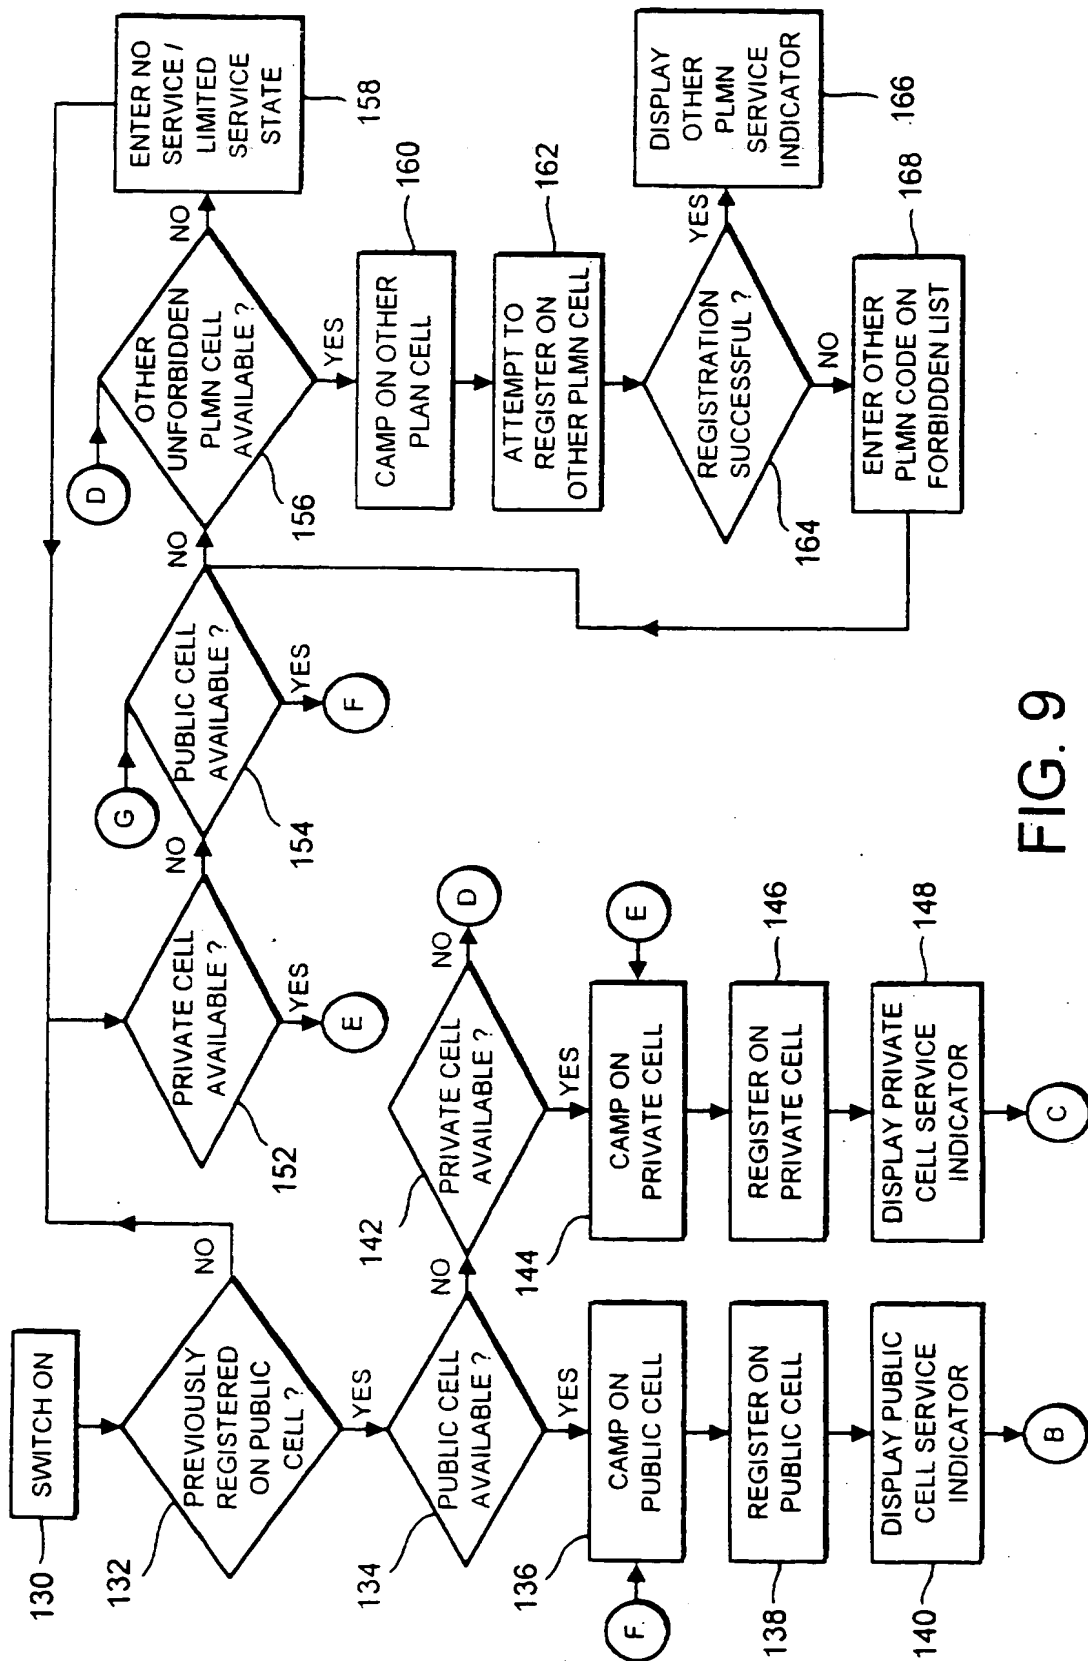 130
SWITCH ON
132
PREVIOUSLY
REGISTERED
ON PUBLIC
CELL ?
NO
YES
134
PUBLIC CELL
AVAILABLE ?
NO
YES
F
136
CAMP ON
PUBLIC CELL
138
REGISTER ON
PUBLIC CELL
140
DISPLAY PUBLIC
CELL SERVICE
INDICATOR
B
142
PRIVATE CELL
AVAILABLE ?
NO
D
YES
144
CAMP ON
PRIVATE CELL
E
REGISTER ON
PRIVATE CELL
146
DISPLAY PRIVATE
CELL SERVICE
INDICATOR
148
C
PRIVATE CELL
AVAILABLE ?
152
NO
YES
E
G
PUBLIC CELL
AVAILABLE ?
154
NO
YES
F
D
OTHER
UNFORBIDDEN
PLMN CELL
AVAILABLE ?
156
NO
YES
ENTER NO
SERVICE /
LIMITED
SERVICE
STATE
158
CAMP ON OTHER
PLAN CELL
160
ATTEMPT TO
REGISTER ON
OTHER PLMN CELL
162
REGISTRATION
SUCCESSFUL ?
164
YES
NO
DISPLAY
OTHER
PLMN
SERVICE
INDICATOR
166
ENTER OTHER
PLMN CODE ON
FORBIDDEN LIST
168
FIG. 9